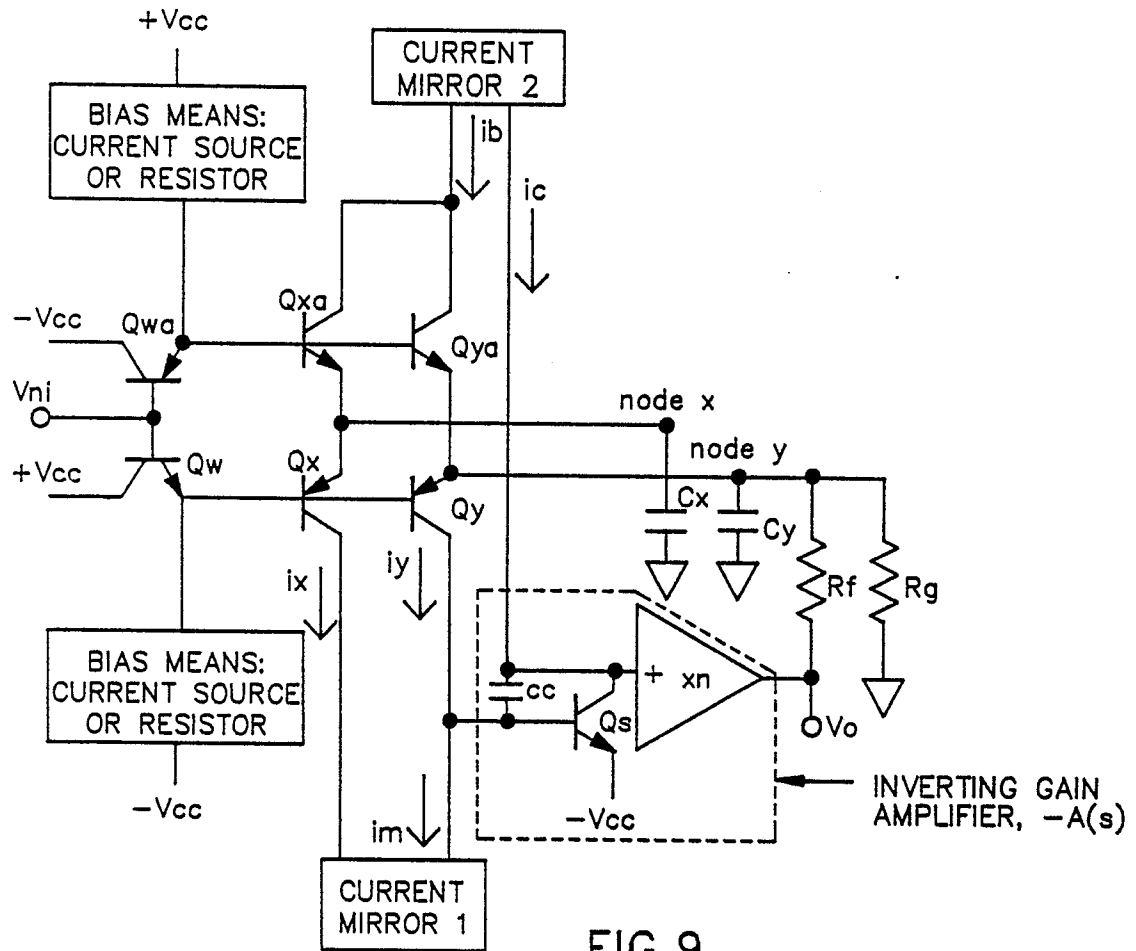 +Vcc
CURRENT
MIRROR 2
BIAS MEANS:
CURRENT SOURCE
OR RESISTOR
ib
ic
Qxa
-Vcc
Qwa
Qya
Vni
node x
node y
+Vcc
Qw
Qx
Qy
Cx
Cy
ix
iy
Rf
Rg
BIAS MEANS:
CURRENT SOURCE
OR RESISTOR
cc
+
xn
Qs
Vo
-Vcc
-Vcc
INVERTING GAIN
AMPLIFIER, -A(s)
im
CURRENT
MIRROR 1
FIG 9